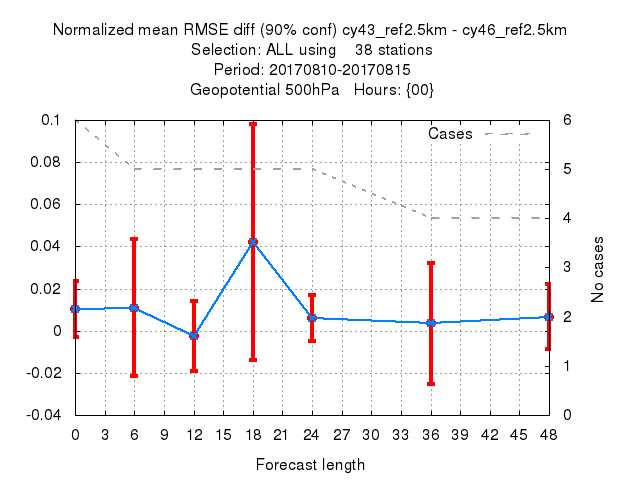 Normalized mean RMSE diff (90% conf) cy43_ref2.5km - cy46_ref2.5km
Selection: ALL using    38 stations
Period: 20170810-20170815
Geopotential 500hPa   Hours: {00}
Cases
0.1
0.08
0.06
0.04
0.02
0
-0.02
-0.04
6
5
4
3
2
1
0
No cases
0 3 6 9 12 15 18 21 24 27 30 33 36 39 42 45 48
Forecast length